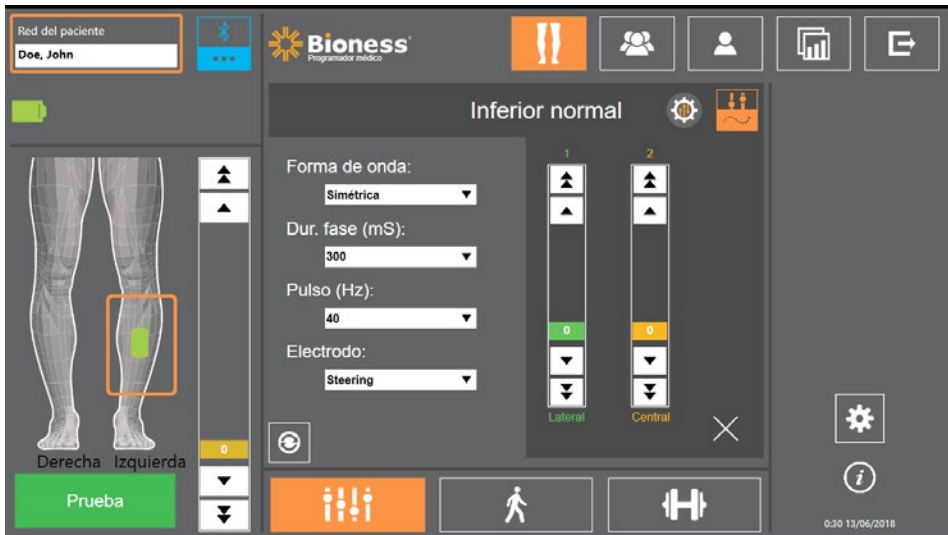 Red del paciente
Doe, John
Bioness
Programador médico
Inferior normal
Forma de onda:
Simétrica
Dur. fase (mS):
300
Pulso (Hz):
40
Electrodo:
Steering
1
2
0
0
Lateral
Central
0
Derecha
Izquierda
Prueba
i
0:30 13/06/2018